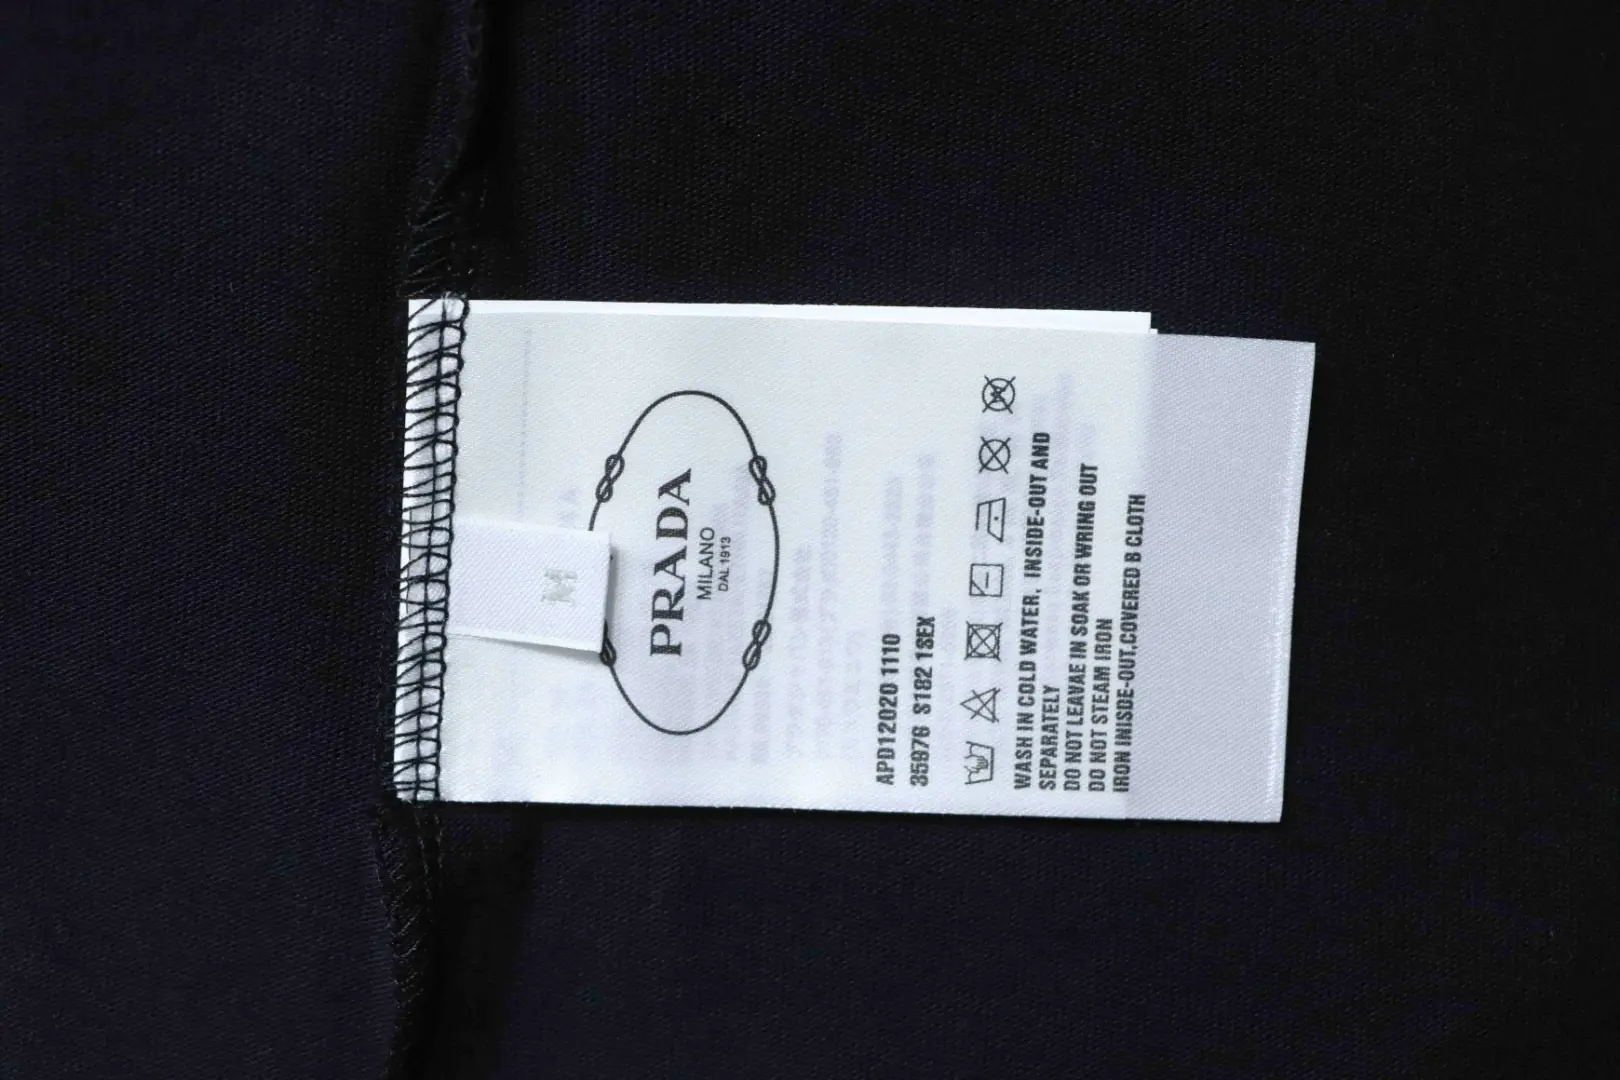 M
PRADA
MILANO
DAL 1913
APD12020 1110
35976 S182 1SEX
WASH IN COLD WATER, INSIDE-OUT AND
SEPARATELY
DO NOT LEAVAE IN SOAK OR WRING OUT
DO NOT STEAM IRON
IRON INISDE-OUT,COVERED B CLOTH